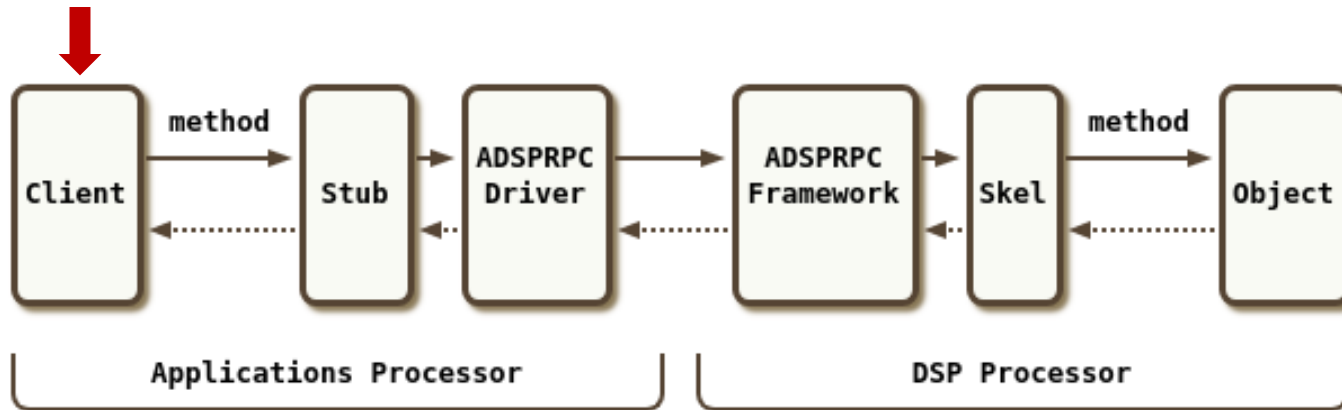 method
method
ADSPRPC
Driver
ADSPRPC
Framework
Client
Stub
Skel
Object
Applications Processor
DSP Processor